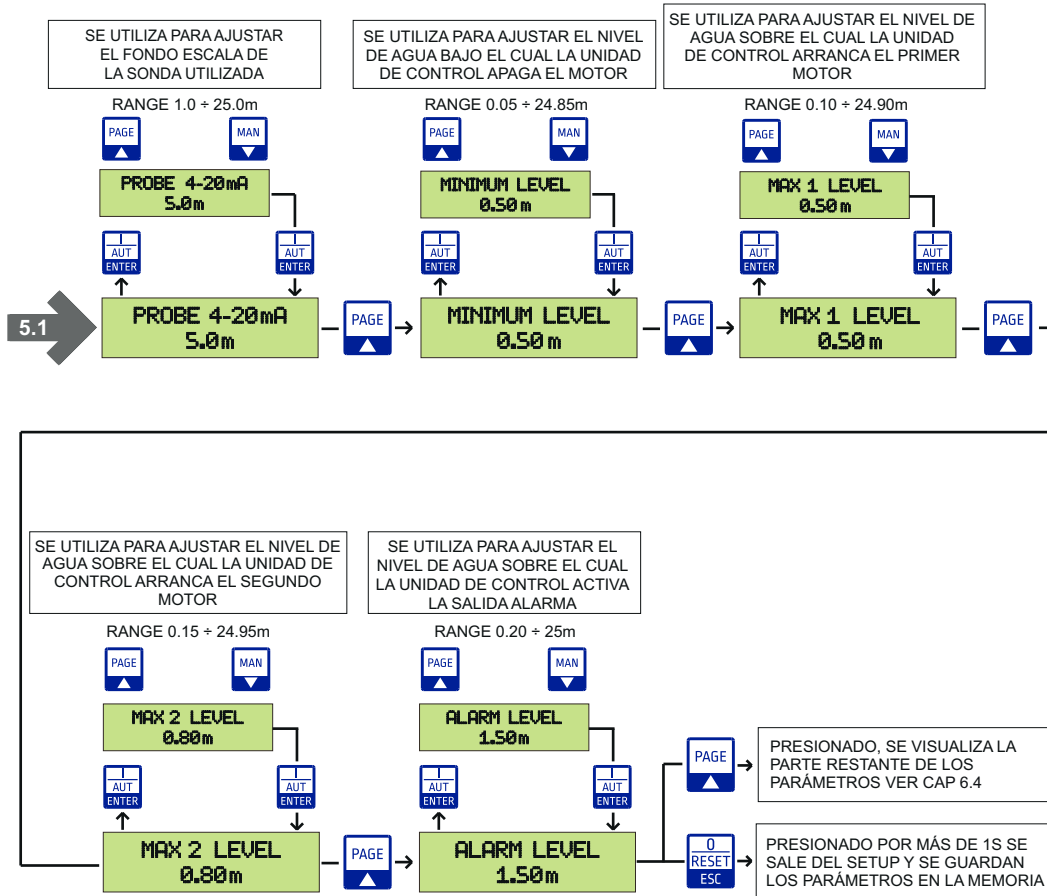 SE UTILIZA PARA AJUSTAR
EL FONDO ESCALA DE
LA SONDA UTILIZADA
RANGE 1.0 ÷ 25.0m
PAGE
MAN
PROBE 4-20mA
5.0m
I
AUT
ENTER
I
AUT
ENTER
5.1
PROBE 4-20mA
5.0m
PAGE
SE UTILIZA PARA AJUSTAR EL NIVEL
DE AGUA BAJO EL CUAL LA UNIDAD
DE CONTROL APAGA EL MOTOR
RANGE 0.05 ÷ 24.85m
PAGE
MAN
MINIMUM LEVEL
0.50 m
I
AUT
ENTER
I
AUT
ENTER
MINIMUM LEVEL
0.50 m
PAGE
SE UTILIZA PARA AJUSTAR EL NIVEL DE
AGUA SOBRE EL CUAL LA UNIDAD
DE CONTROL ARRANCA EL PRIMER
MOTOR
RANGE 0.10 ÷ 24.90m
PAGE
MAN
MAX 1 LEVEL
0.50 m
I
AUT
ENTER
I
AUT
ENTER
MAX 1 LEVEL
0.50 m
PAGE
SE UTILIZA PARA AJUSTAR EL NIVEL DE
AGUA SOBRE EL CUAL LA UNIDAD DE
CONTROL ARRANCA EL SEGUNDO
MOTOR
RANGE 0.15 ÷ 24.95m
PAGE
MAN
MAX 2 LEVEL
0.80m
I
AUT
ENTER
I
AUT
ENTER
MAX 2 LEVEL
0.80m
PAGE
SE UTILIZA PARA AJUSTAR EL
NIVEL DE AGUA SOBRE EL CUAL
LA UNIDAD DE CONTROL ACTIVA
LA SALIDA ALARMA
RANGE 0.20 ÷ 25m
PAGE
MAN
ALARM LEVEL
1.50m
I
AUT
ENTER
I
AUT
ENTER
ALARM LEVEL
1.50m
PAGE
PRESIONADO, SE VISUALIZA LA
PARTE RESTANTE DE LOS
PARÁMETROS VER CAP 6.4
0
RESET
ESC
PRESIONADO POR MÁS DE 1S SE
SALE DEL SETUP Y SE GUARDAN
LOS PARÁMETROS EN LA MEMORIA